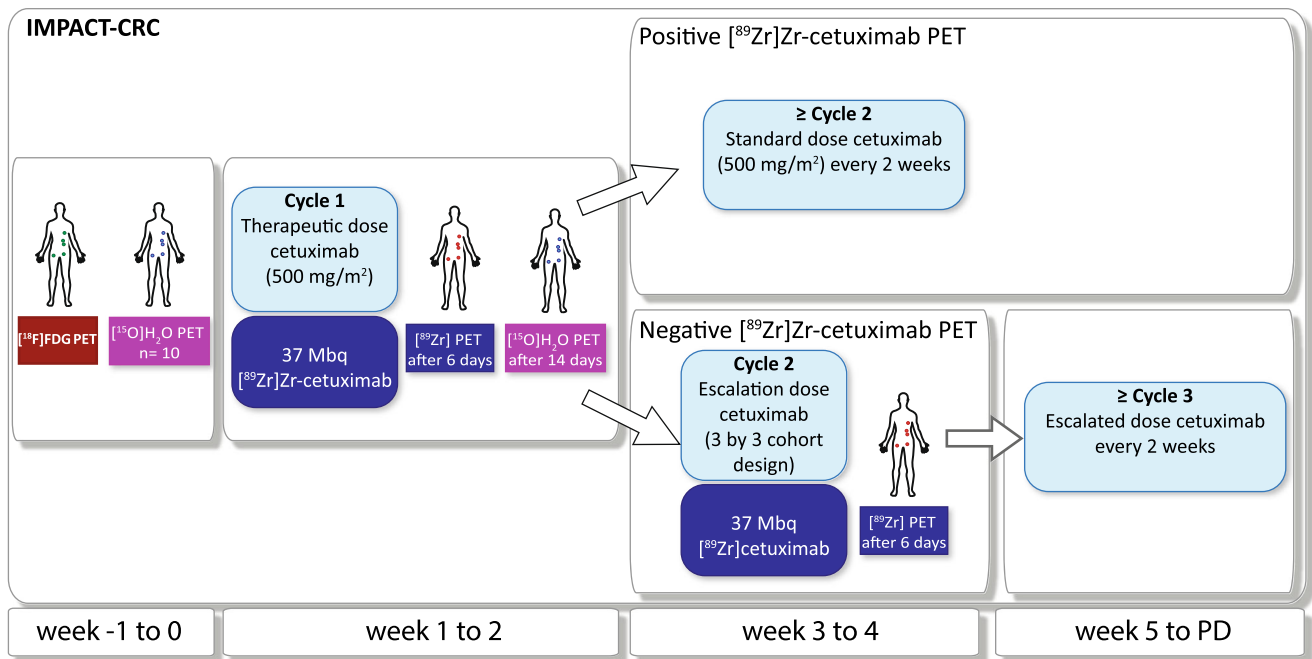 IMPACT-CRC
[¹⁸F]FDG PET
[¹⁵O]H₂O PET
n= 10
Cycle 1
Therapeutic dose
cetuximab
(500 mg/m²)
37 Mbq
[⁸⁹Zr]Zr-cetuximab
[⁸⁹Zr] PET
after 6 days
[¹⁵O]H₂O PET
after 14 days
Positive [⁸⁹Zr]Zr-cetuximab PET
≥ Cycle 2
Standard dose cetuximab
(500 mg/m²) every 2 weeks
Negative [⁸⁹Zr]Zr-cetuximab PET
Cycle 2
Escalation dose
cetuximab
(3 by 3 cohort
design)
37 Mbq
[⁸⁹Zr]cetuximab
[⁸⁹Zr] PET
after 6 days
≥ Cycle 3
Escalated dose cetuximab
every 2 weeks
week -1 to 0
week 1 to 2
week 3 to 4
week 5 to PD